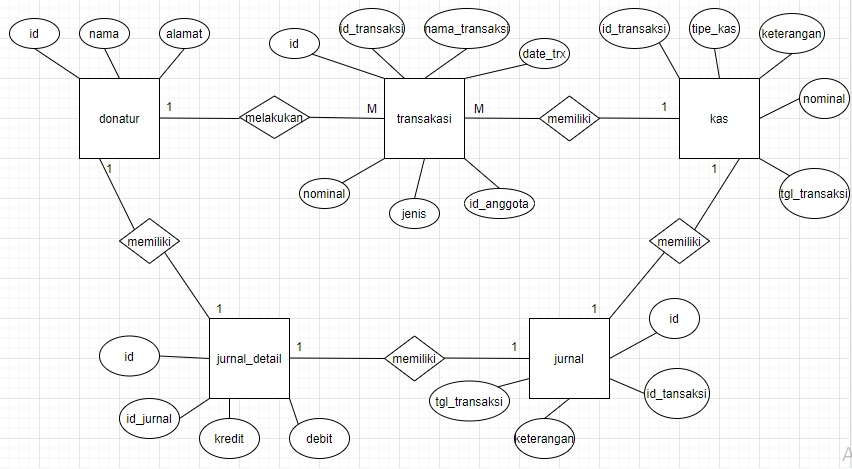 id
nama
alamat
id
id_transaksi
nama_transaksi
date_trx
id_transaksi
tipe_kas
keterangan
nominal
donatur
1
melakukan
M
transakasi
M
memiliki
1
kas
1
nominal
jenis
id_anggota
1
tgl_transaksi
memiliki
memiliki
1
1
id
id
jurnal_detail
1
memiliki
1
jurnal
tgl_transaksi
id_tansaksi
id_jurnal
kredit
debit
keterangan
A